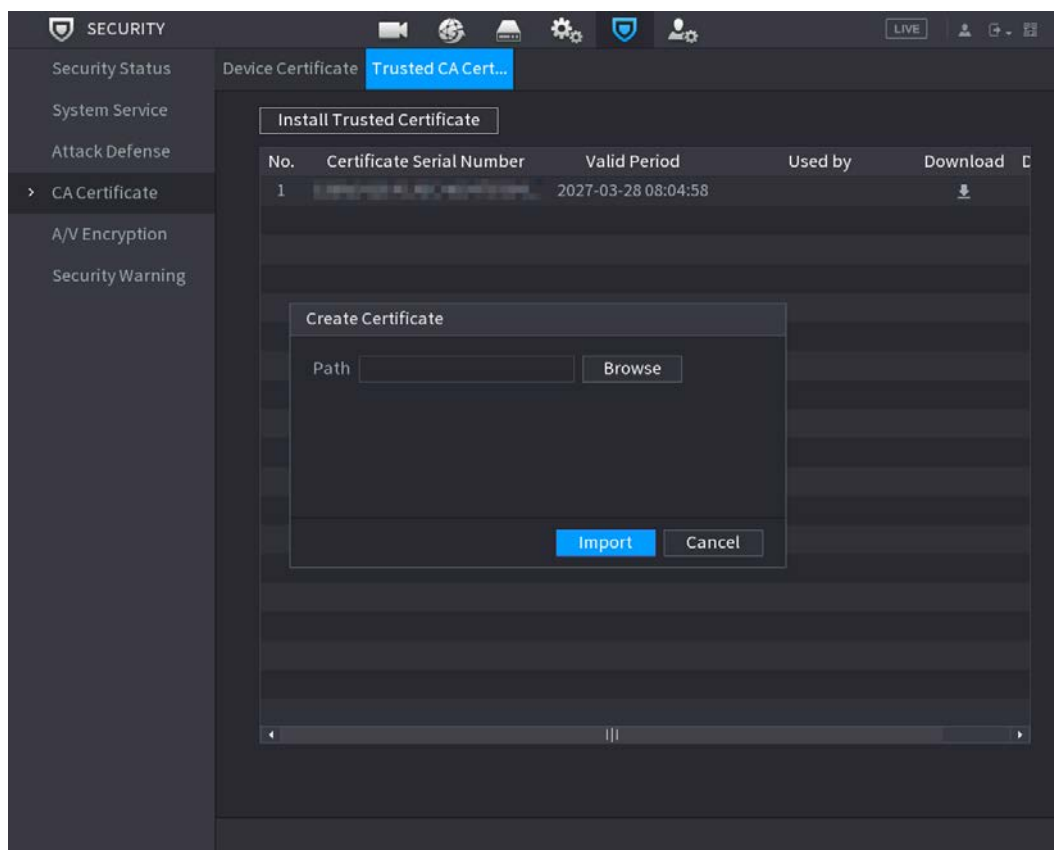 SECURITY
LIVE
Security Status
System Service
Attack Defense
CA Certificate
A/V Encryption
Security Warning
Device Certificate Trusted CA Cert...
Install Trusted Certificate
No. Certificate Serial Number Valid Period Used by Download D
1 2027-03-28 08:04:58
Create Certificate
Path Browse
Import Cancel